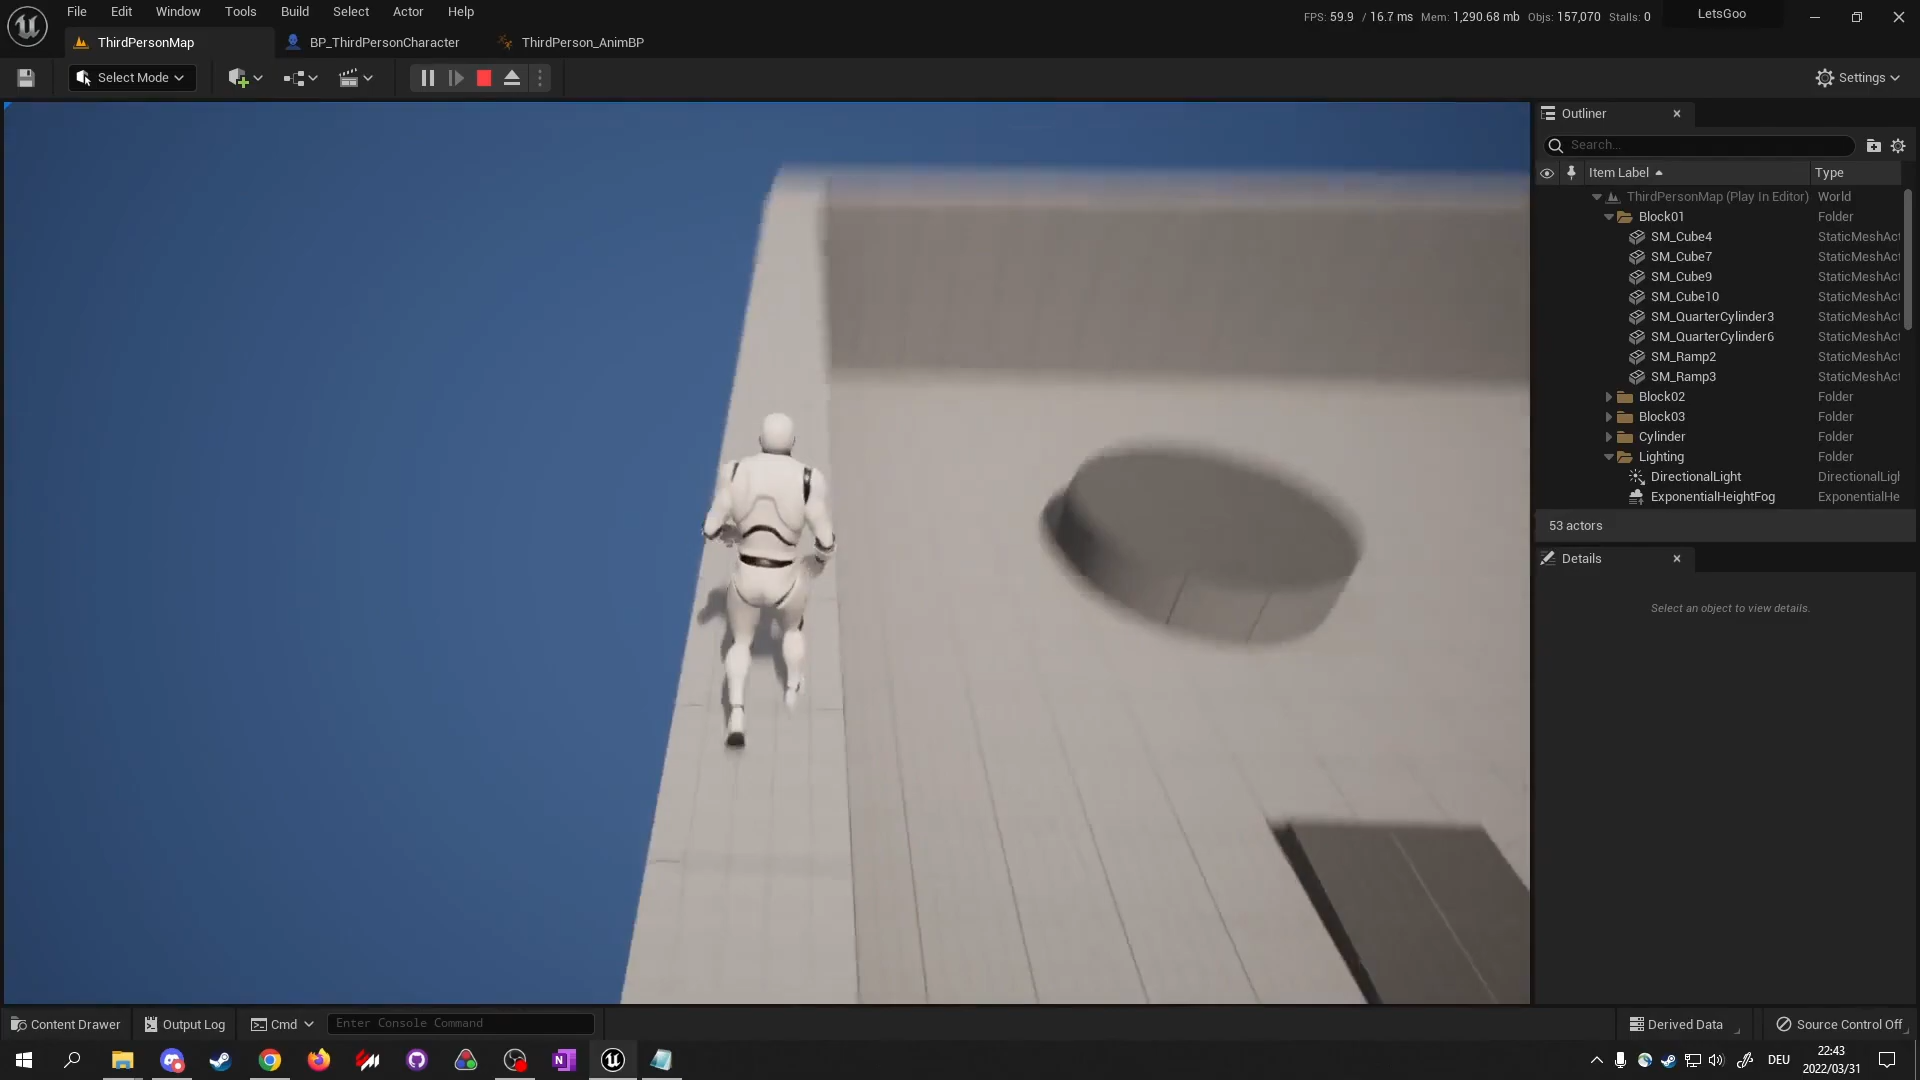 File Edit Window Tools Build Select Actor Help
FPS: 59.9 / 16.7 ms Mem: 1,290.68 mb Objs: 157,070 Stalls: 0
LetsGoo
ThirdPersonMap
BP_ThirdPersonCharacter
ThirdPerson_AnimBP
Select Mode
Settings
Outliner
Search...
Item Label Type
ThirdPersonMap (Play In Editor) World
Block01 Folder
SM_Cube4 StaticMeshAct
SM_Cube7 StaticMeshAct
SM_Cube9 StaticMeshAct
SM_Cube10 StaticMeshAct
SM_QuarterCylinder3 StaticMeshAct
SM_QuarterCylinder6 StaticMeshAct
SM_Ramp2 StaticMeshAct
SM_Ramp3 StaticMeshAct
Block02 Folder
Block03 Folder
Cylinder Folder
Lighting Folder
DirectionalLight DirectionalLigl
ExponentialHeightFog ExponentialHe
53 actors
Details
Select an object to view details.
Content Drawer
Output Log
Cmd
Enter Console Command
Derived Data
Source Control Off
DEU
22:43
2022/03/31